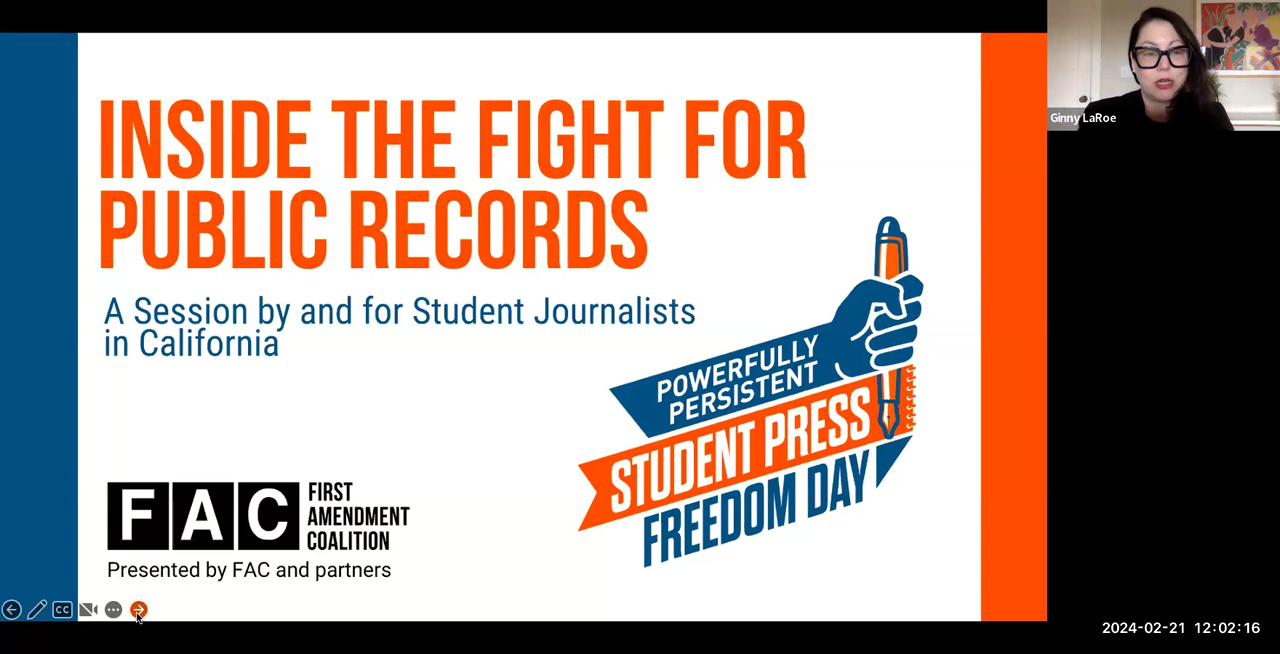 INSIDE THE FIGHT FOR
PUBLIC RECORDS
A Session by and for Student Journalists
in California
POWERFULLY
PERSISTENT
STUDENT PRESS
FREEDOM DAY
FAC
FIRST
AMENDMENT
COALITION
Presented by FAC and partners
CC
Ginny LaRoe
2024-02-21 12:02:16